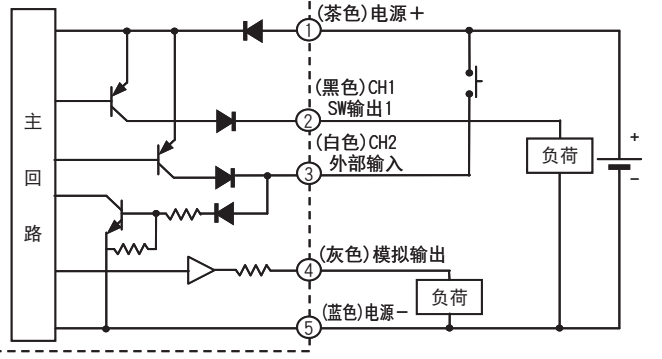 主
回
路
① (茶色)电源＋
② (黑色)CH1
SW输出1
③ (白色)CH2
外部输入
④ (灰色)模拟输出
⑤ (蓝色)电源－
负荷
负荷
+
−